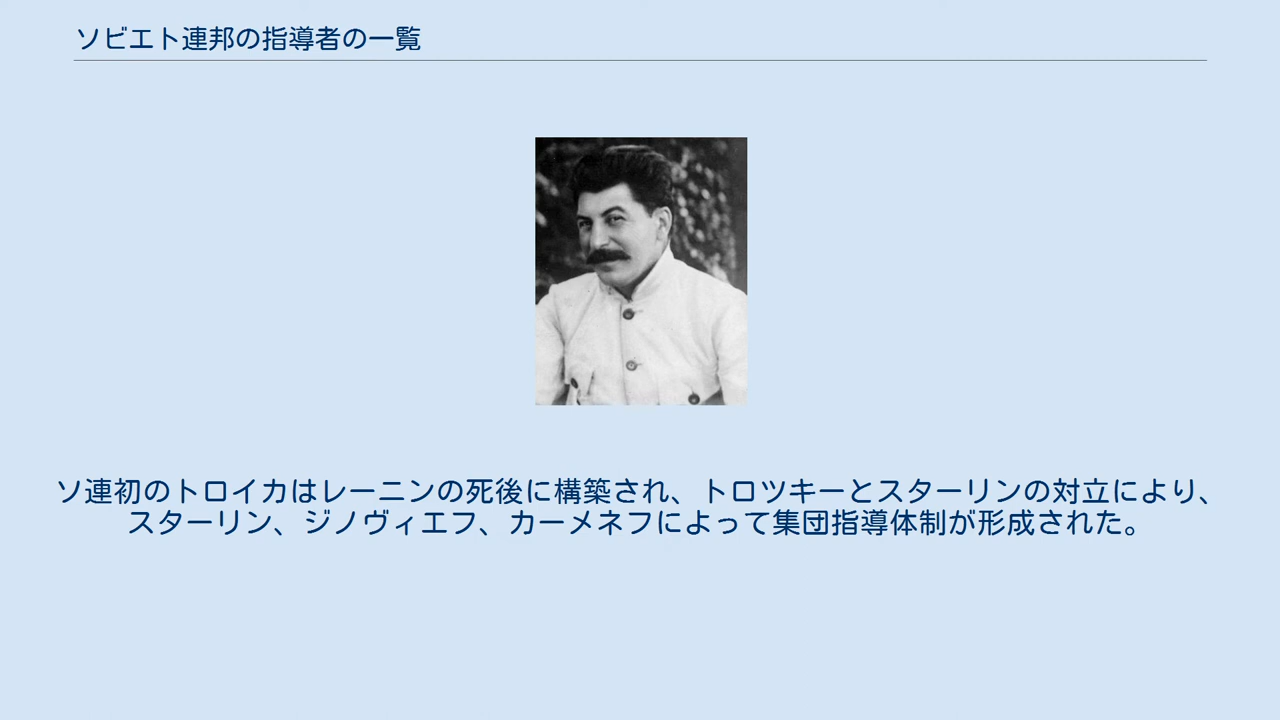 ソビエト連邦の指導者の一覧
ソ連初のトロイカはレーニンの死後に構築され、トロツキーとスターリンの対立により、
スターリン、ジノヴィエフ、カーメネフによって集団指導体制が形成された。